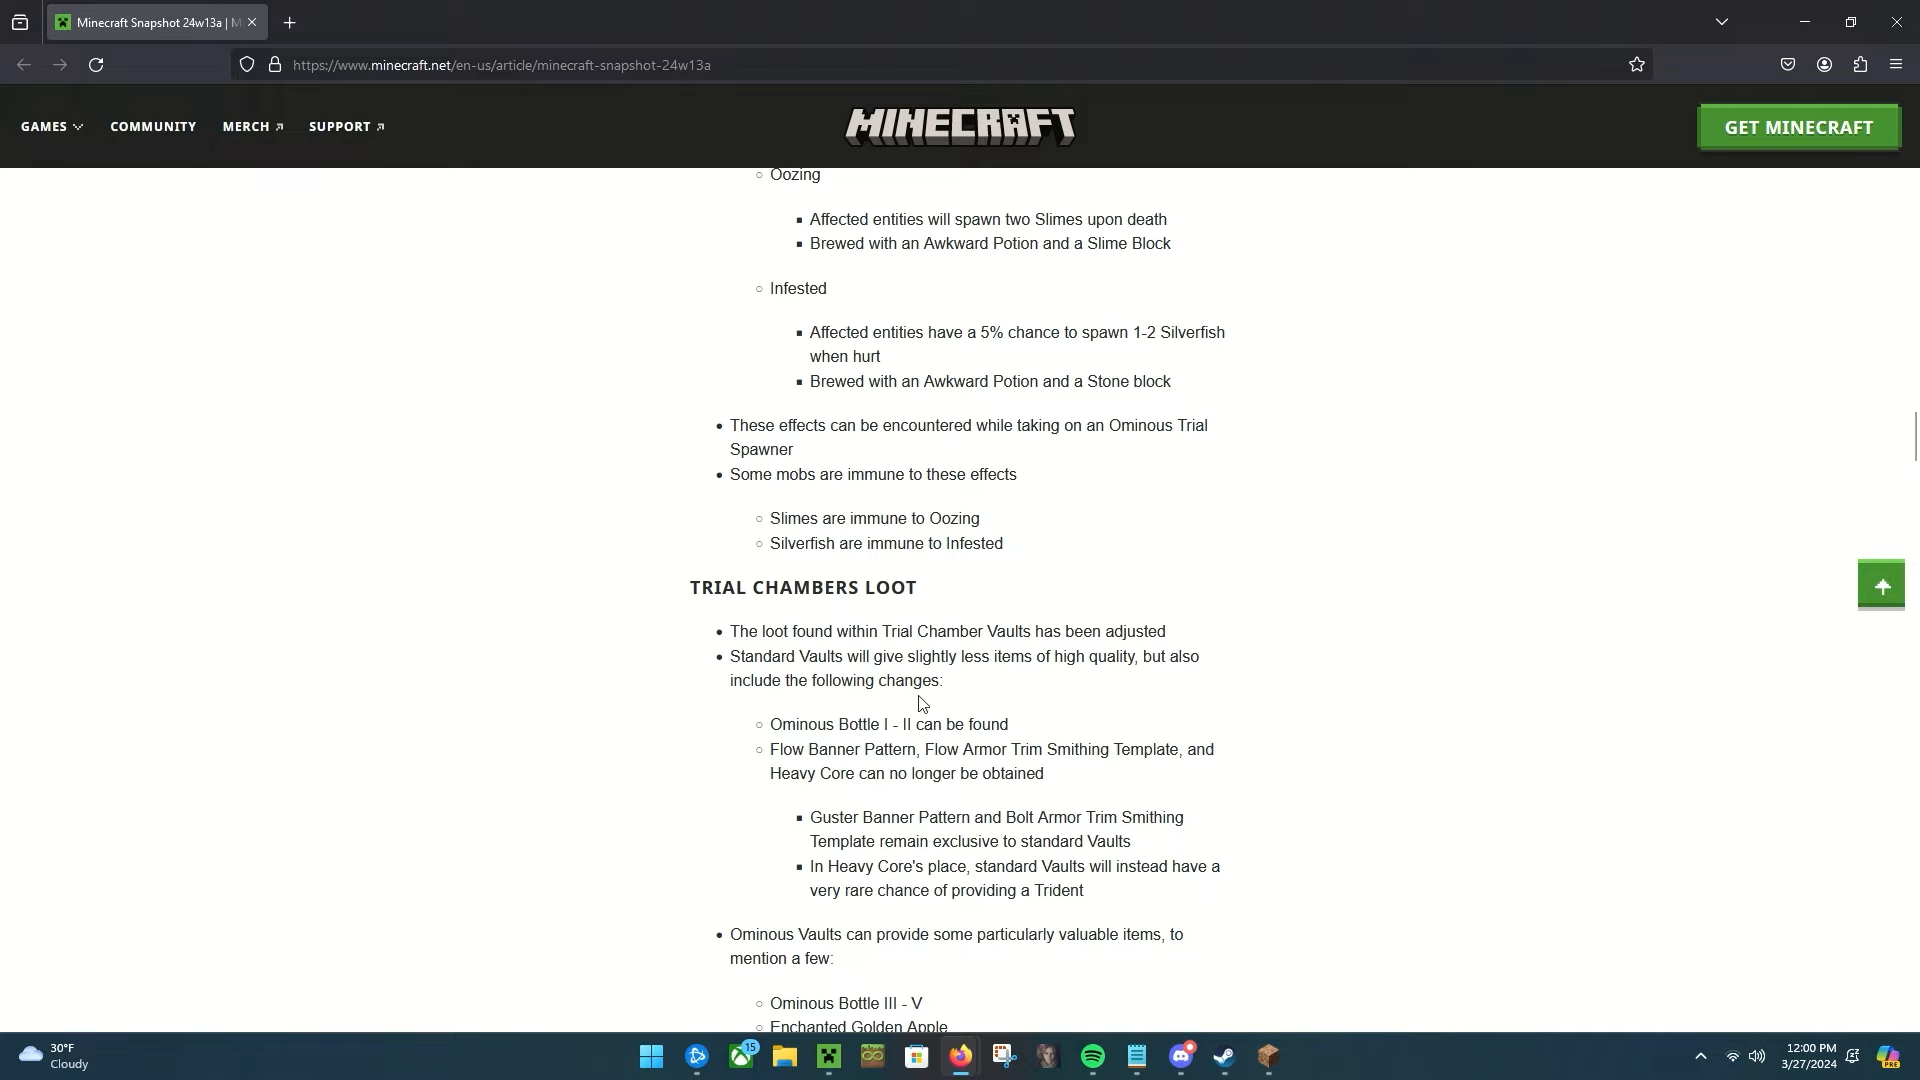 Minecraft Snapshot 24w13a | M
https://www.minecraft.net/en-us/article/minecraft-snapshot-24w13a
GAMES COMMUNITY MERCH SUPPORT MINECRAFT GET MINECRAFT
Oozing
Affected entities will spawn two Slimes upon death
Brewed with an Awkward Potion and a Slime Block
Infested
Affected entities have a 5% chance to spawn 1-2 Silverfish
when hurt
Brewed with an Awkward Potion and a Stone block
These effects can be encountered while taking on an Ominous Trial
Spawner
Some mobs are immune to these effects
Slimes are immune to Oozing
Silverfish are immune to Infested
TRIAL CHAMBERS LOOT
The loot found within Trial Chamber Vaults has been adjusted
Standard Vaults will give slightly less items of high quality, but also
include the following changes:
Ominous Bottle I - II can be found
Flow Banner Pattern, Flow Armor Trim Smithing Template, and
Heavy Core can no longer be obtained
Guster Banner Pattern and Bolt Armor Trim Smithing
Template remain exclusive to standard Vaults
In Heavy Core's place, standard Vaults will instead have a
very rare chance of providing a Trident
Ominous Vaults can provide some particularly valuable items, to
mention a few:
Ominous Bottle III - V
Enchanted Golden Apple
30°F
Cloudy
15
12:00 PM
3/27/2024
PRE